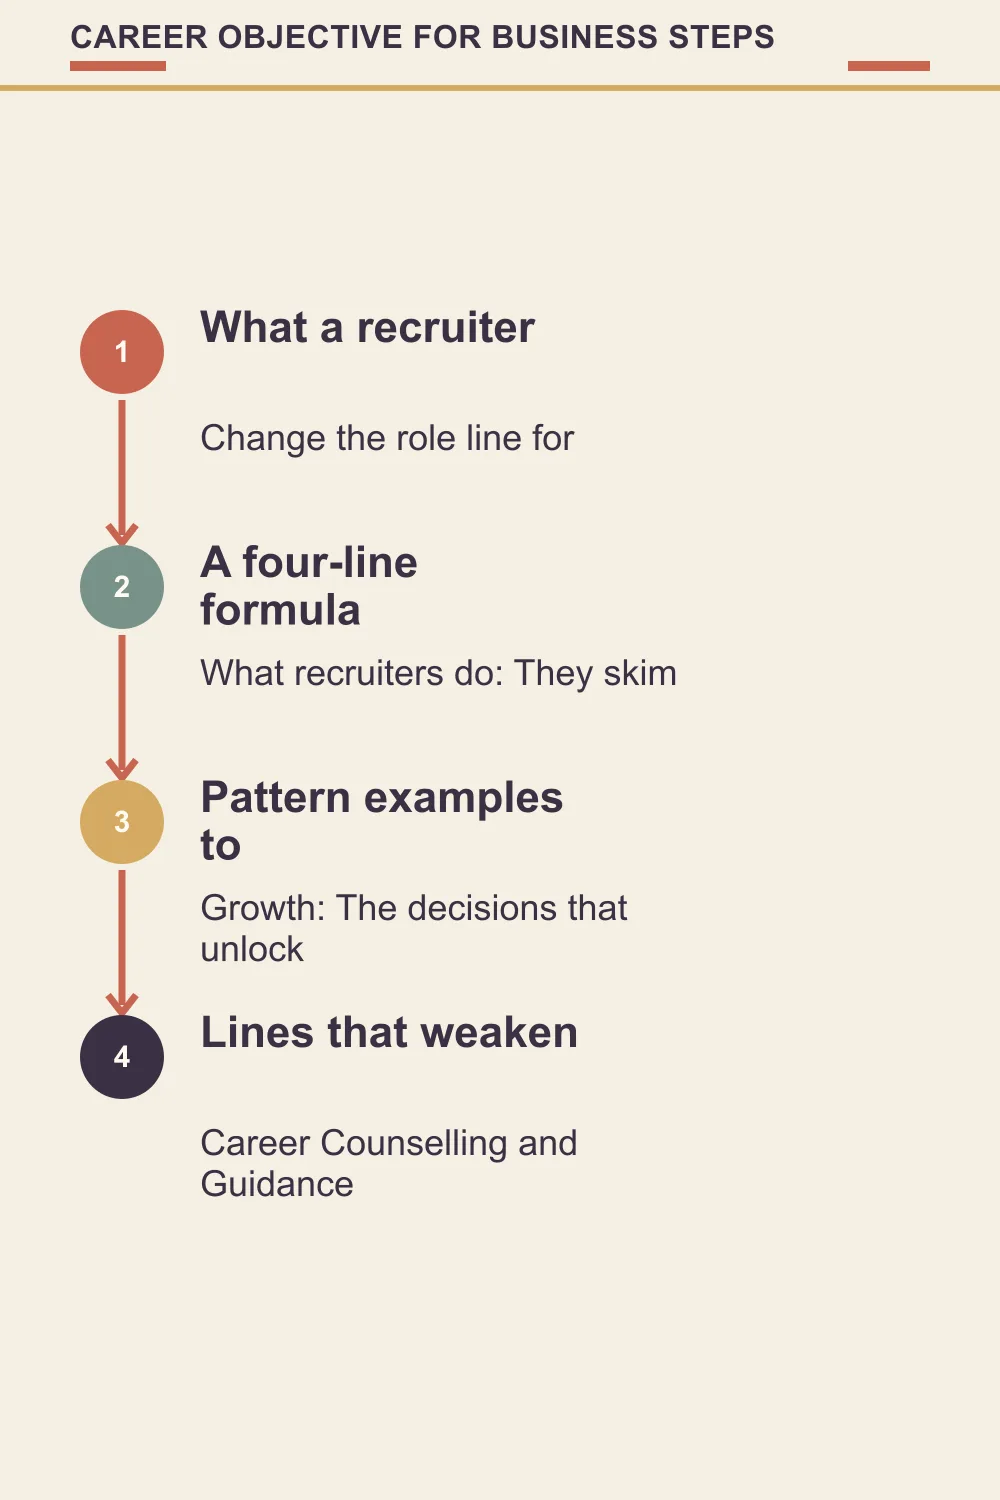 CAREER OBJECTIVE FOR BUSINESS STEPS
1
What a recruiter
Change the role line for
2
A four-line
formula
What recruiters do: They skim
3
Pattern examples
to
Growth: The decisions that
unlock
4
Lines that weaken
Career Counselling and
Guidance